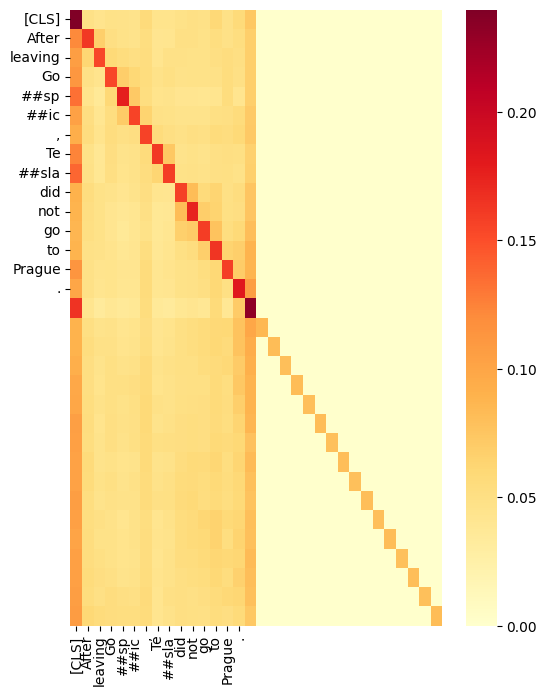 [CLS]
After
leaving
Go
##sp
##ic
,
Te
##sla
did
not
go
to
Prague
.
0.20
0.15
0.10
0.05
0.00
[CLS]
After
leaving
Go
##sp
##ic
,
Te
##sla
did
not
go
to
Prague
.